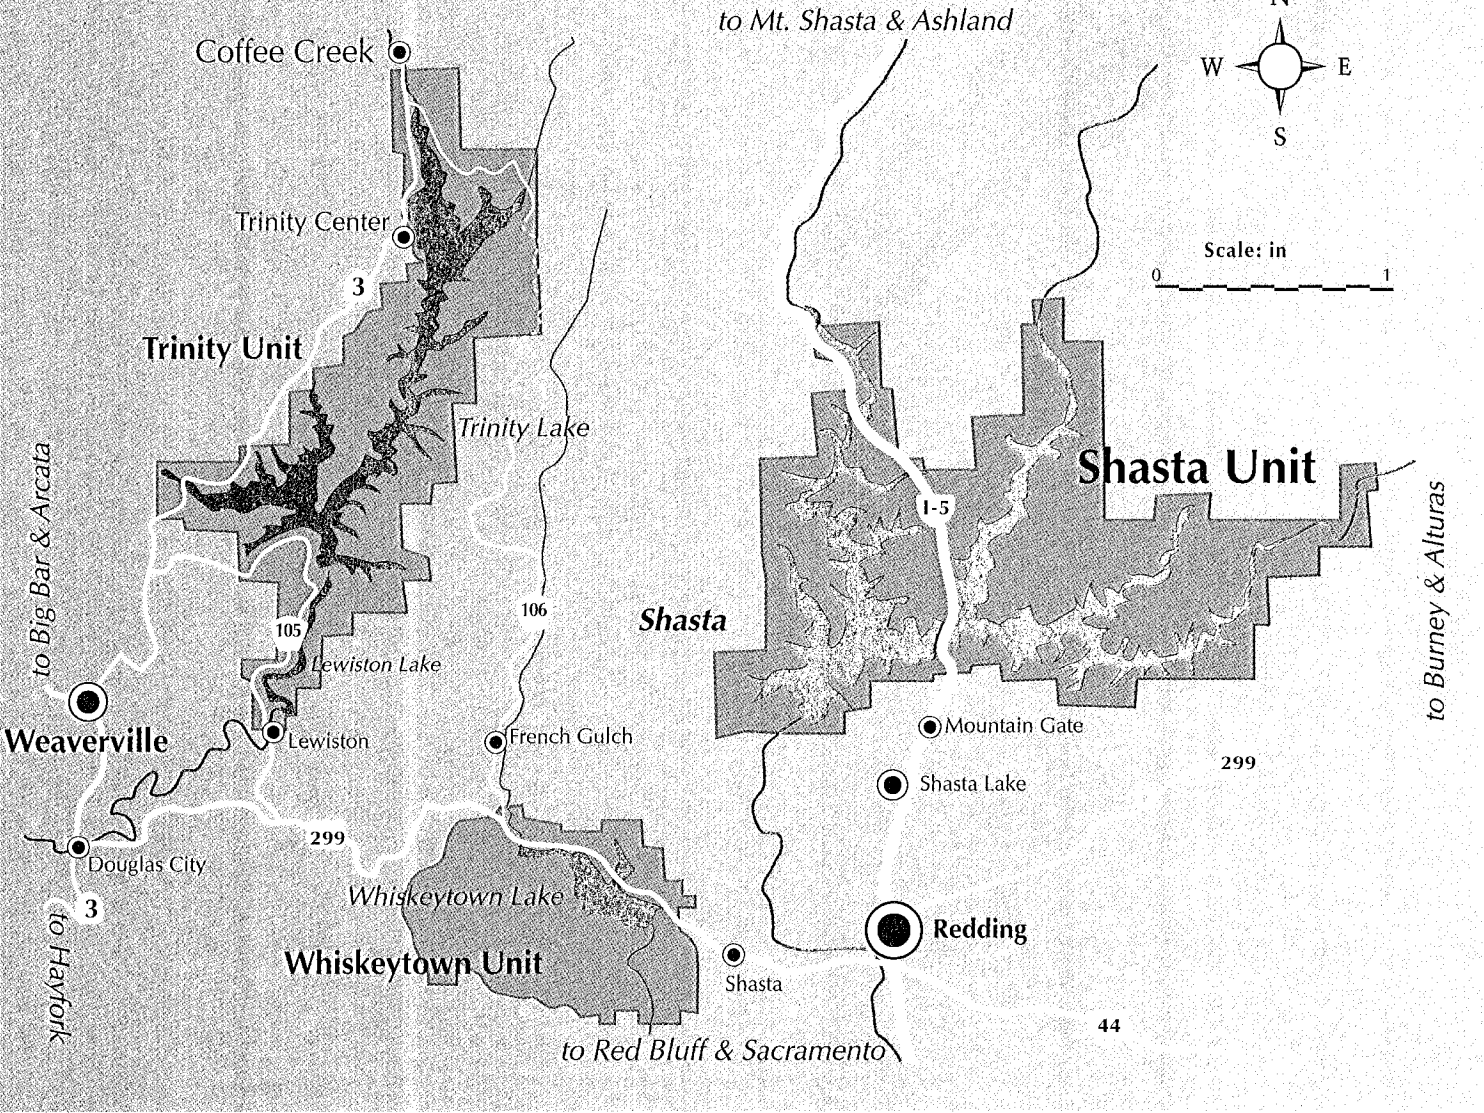 to Mt. Shasta & Ashland
N
Coffee Creek
W
E
S
Trinity Center
Scale: in
0
1
3
Trinity Unit
Trinity Lake
Shasta Unit
to Big Bar & Arcata
I-5
to Burney & Alturas
106
Shasta
105
Lewiston Lake
Weaverville
Lewiston
French Gulch
Mountain Gate
299
Shasta Lake
299
Douglas City
Whiskeytown Lake
3
to Hayfork
Redding
Whiskeytown Unit
Shasta
44
to Red Bluff & Sacramento